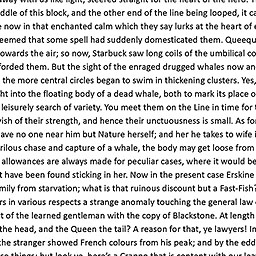 away with us like light, steered straight for the heart of the hero. T
ddle of this block, and the other end of the line being looped, it ca
e now in that enchanted calm which they say lurks at the heart of e
eemed that some spell had suddenly domesticated them. Queequ
owards the air; so now, Starbuck saw long coils of the umbilical co
forded them. But the sight of the enraged drugged whales now and
the more central circles began to swim in thickening clusters. Yes,
ht into the floating body of a dead whale, both to mark its place o
leisurely search of variety. You meet them on the Line in time for t
vish of their strength, and hence their unctuousness is small. As for
ave no one near him but Nature herself; and her he takes to wife i
rilous chase and capture of a whale, the body may get loose from
allowances are always made for peculiar cases, where it would be
t have been found sticking in her. Now in the present case Erskine
mily from starvation; what is that ruinous discount but a Fast-Fish?
rs in various respects a strange anomaly touching the general law
rt of the learned gentleman with the copy of Blackstone. At length
the head, and the Queen the tail? A reason for that, ye lawyers! In
the stranger showed French colours from his peak; and by the edd